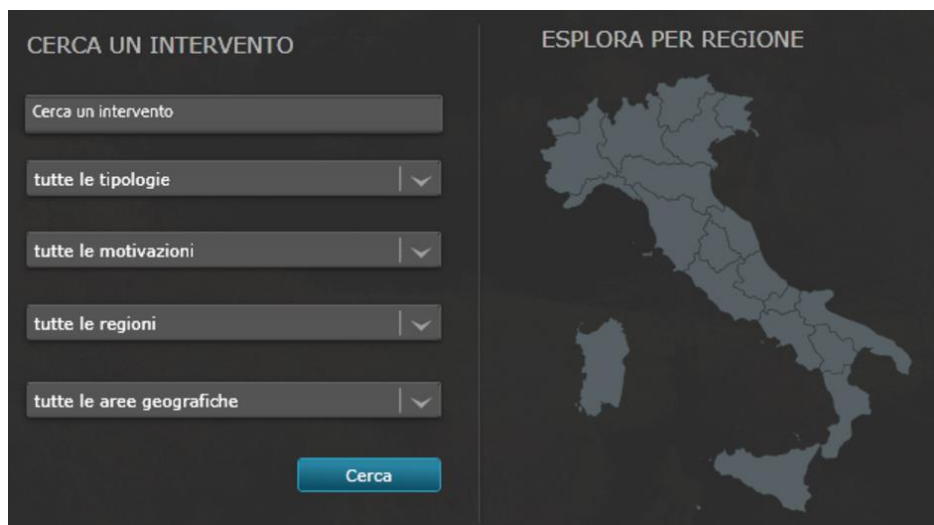 CERCA UN INTERVENTO
Cerca un intervento
tutte le tipologie
tutte le motivazioni
tutte le regioni
tutte le aree geografiche
Cerca
ESPLORA PER REGIONE